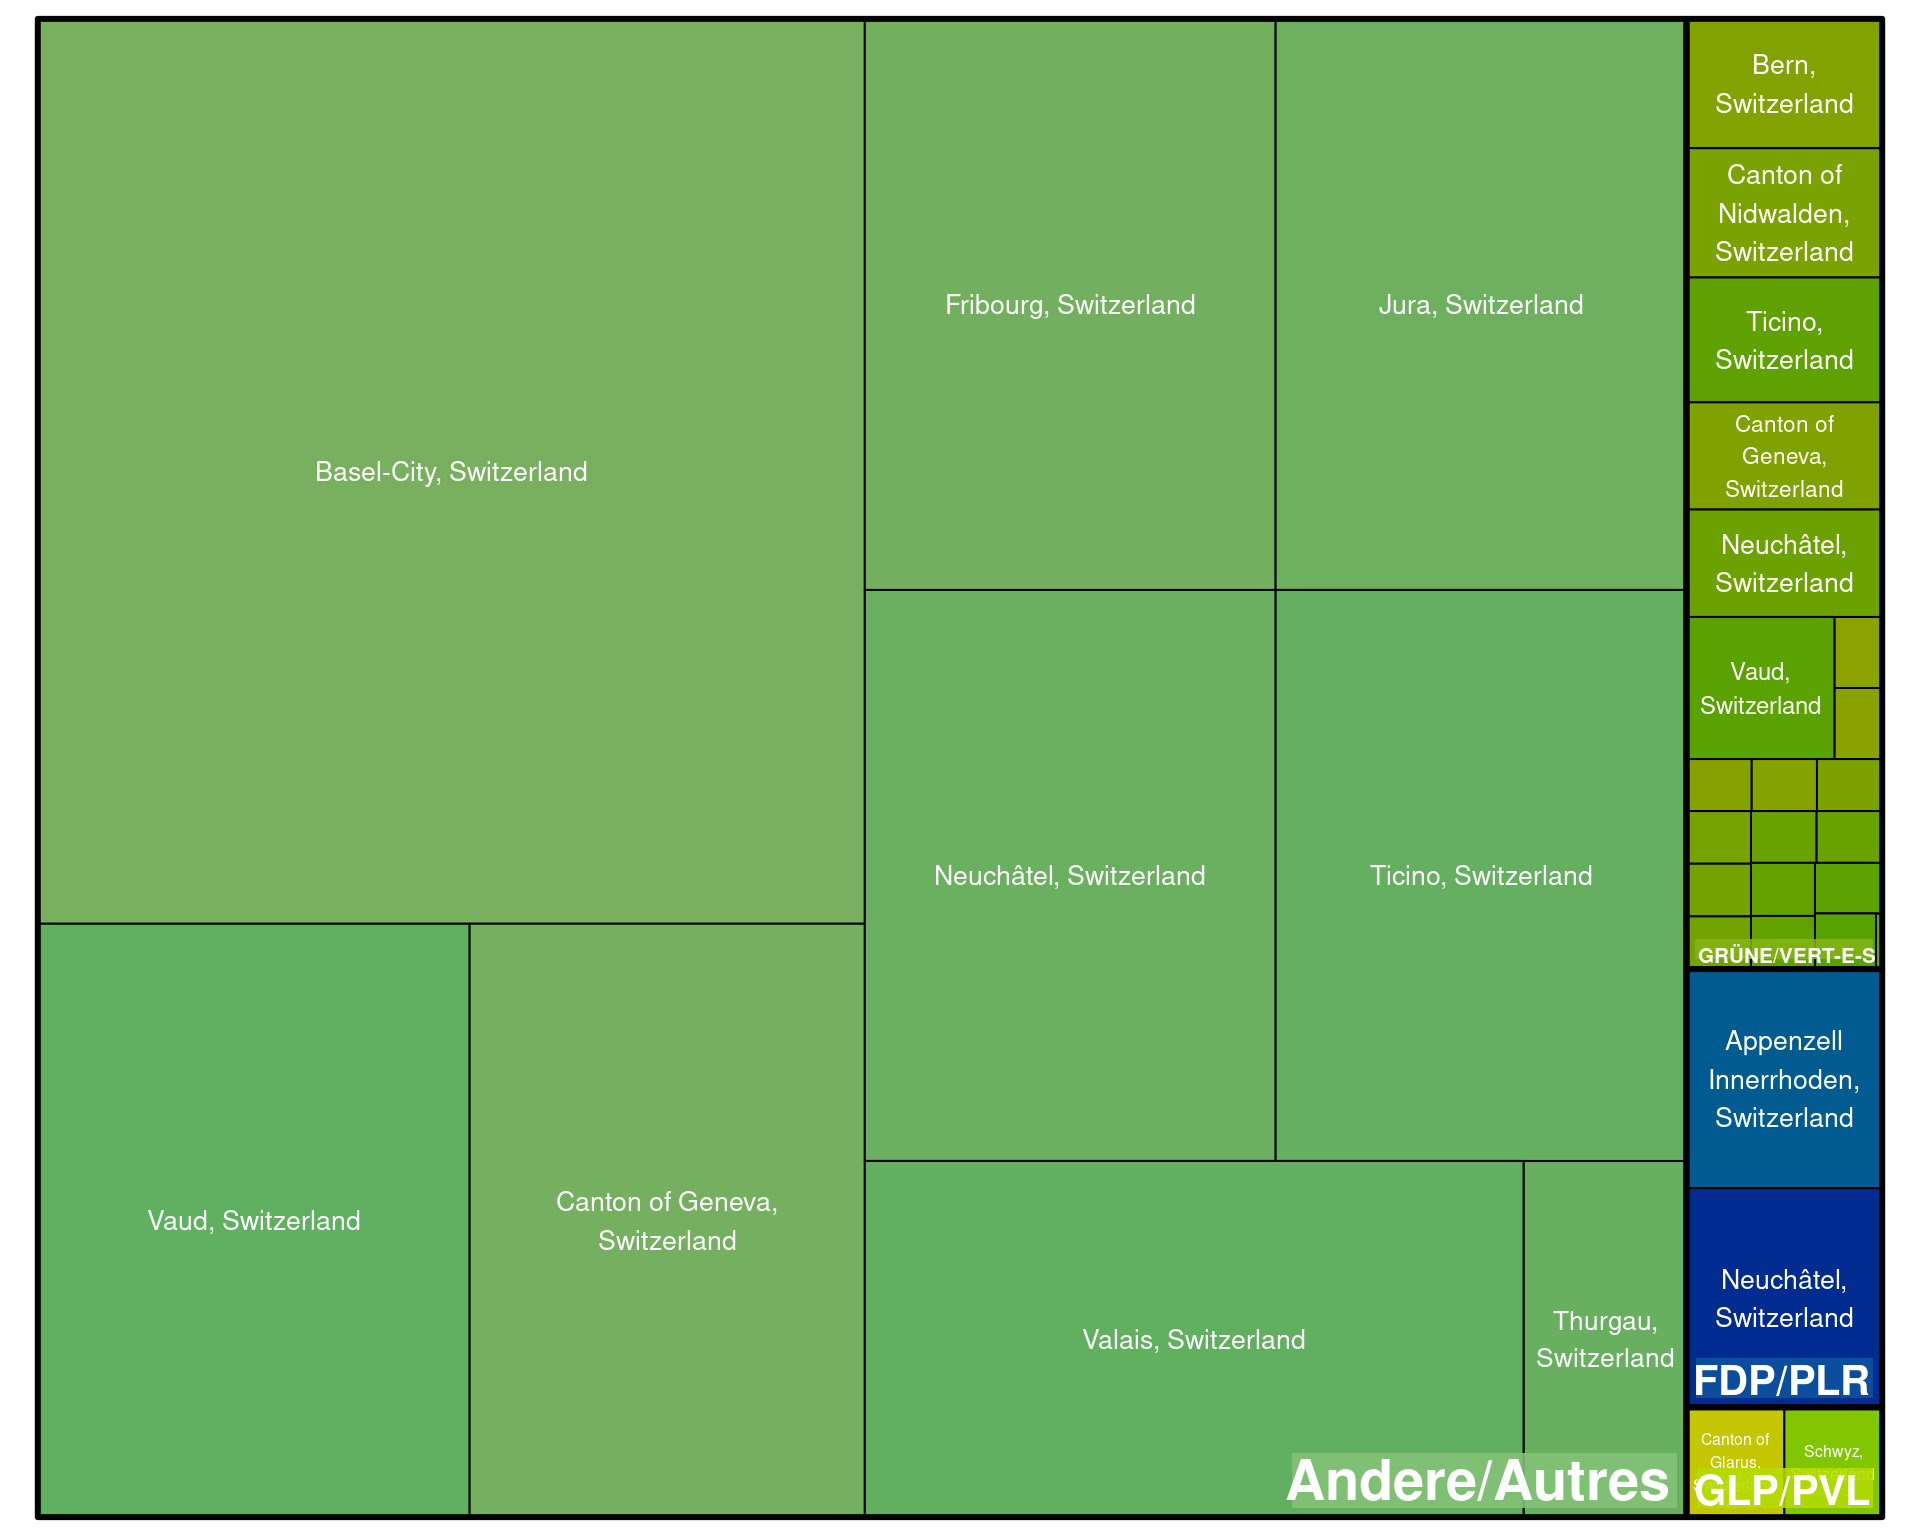 Basel-City, Switzerland
Fribourg, Switzerland
Jura, Switzerland
Neuchâtel, Switzerland
Ticino, Switzerland
Vaud, Switzerland
Canton of Geneva,
Switzerland
Valais, Switzerland
Thurgau,
Switzerland
Andere/Autres
Bern,
Switzerland
Canton of
Nidwalden,
Switzerland
Ticino,
Switzerland
Canton of
Geneva,
Switzerland
Neuchâtel,
Switzerland
Vaud,
Switzerland
GRÜNE/VERT-E-S
Appenzell
Innerrhoden,
Switzerland
Neuchâtel,
Switzerland
FDP/PLR
Canton of
Glarus,
Schwyz,
GLP/PVL